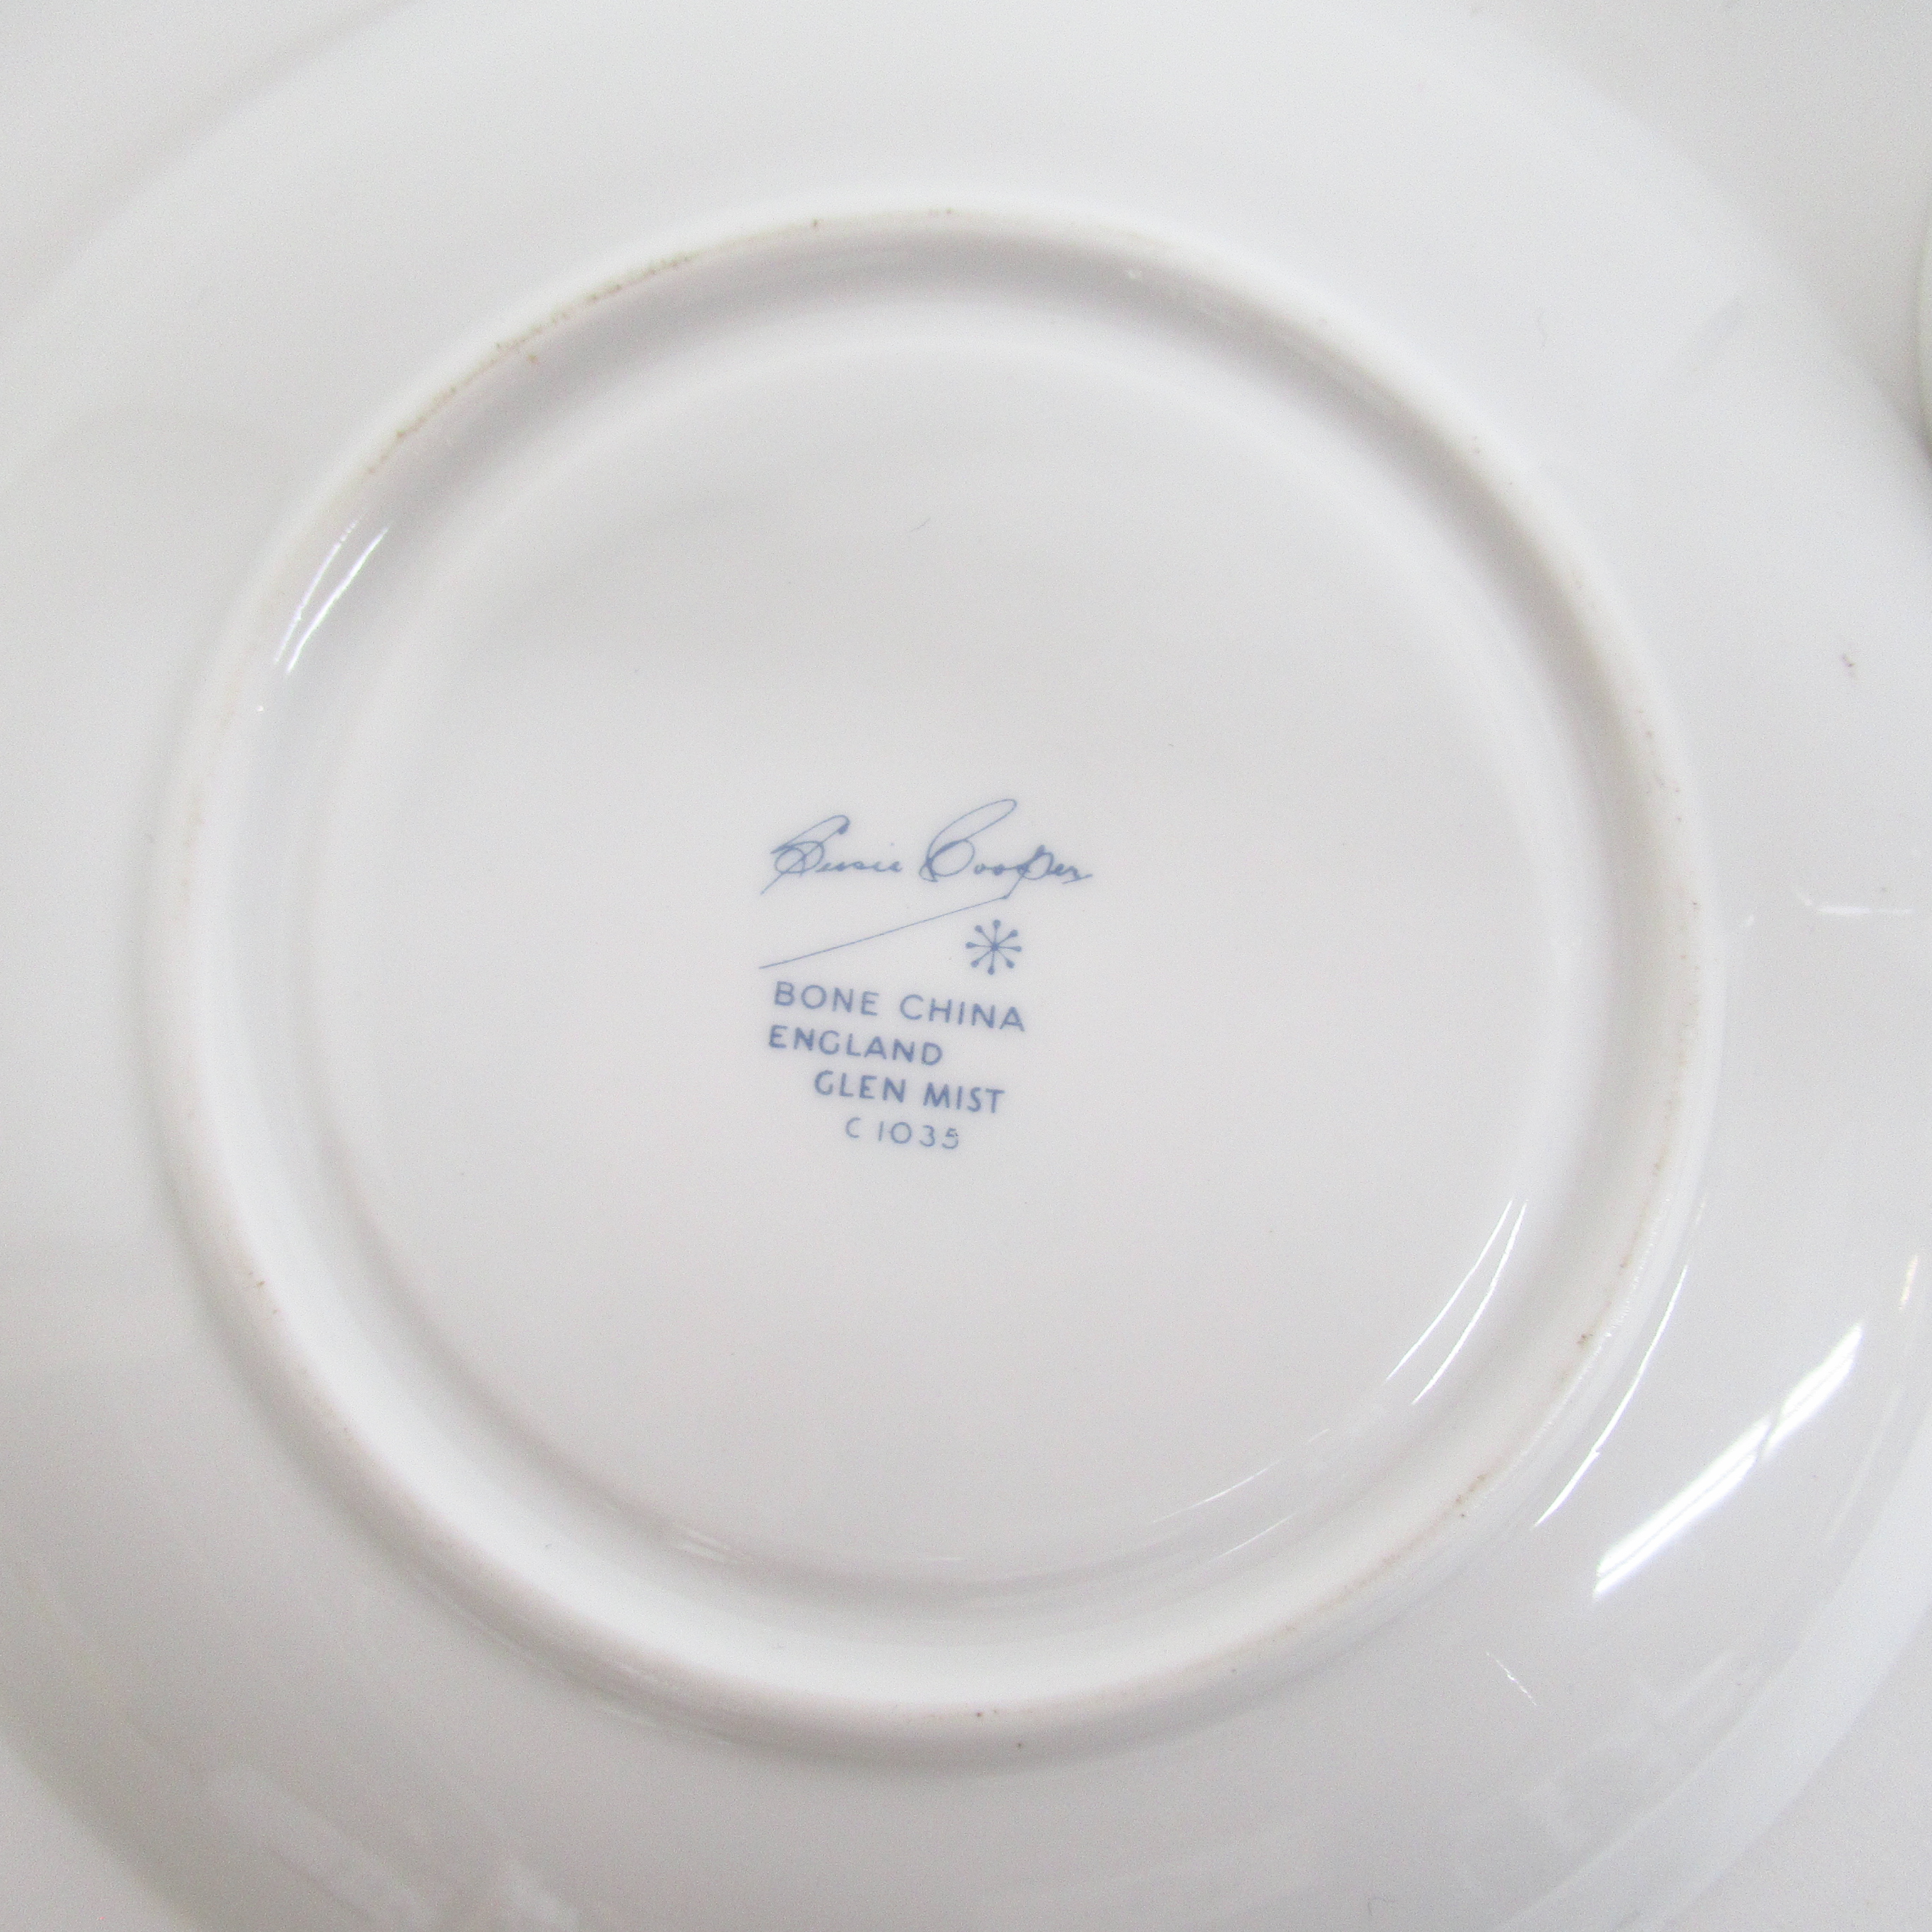 Susie Cooper
BONE CHINA
ENGLAND
GLEN MIST
C 1035